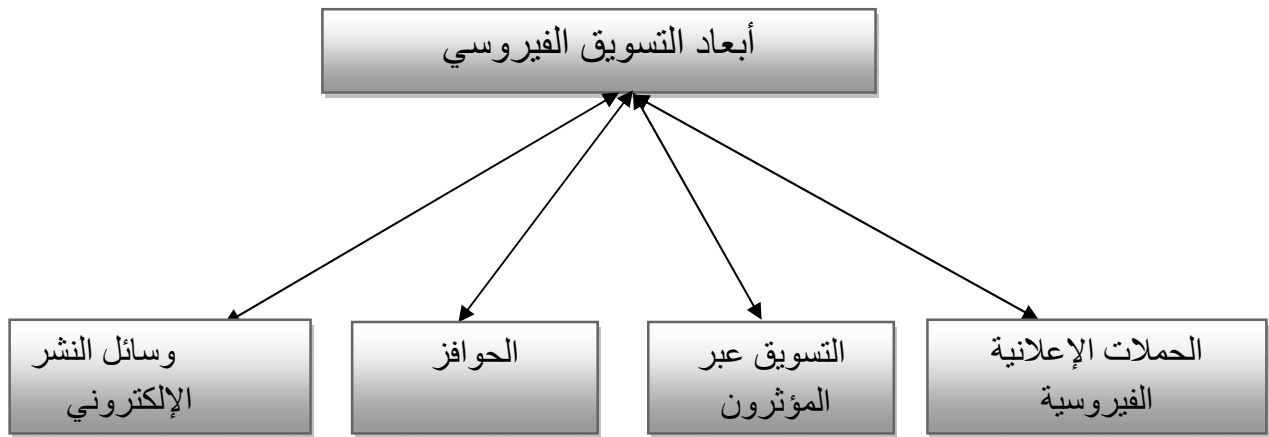 أبعاد التسويق الفيروسي
الحملات الإعلانية
الفيروسية
التسويق عبر
المؤثرون
الحوافز
وسائل النشر
الإلكتروني